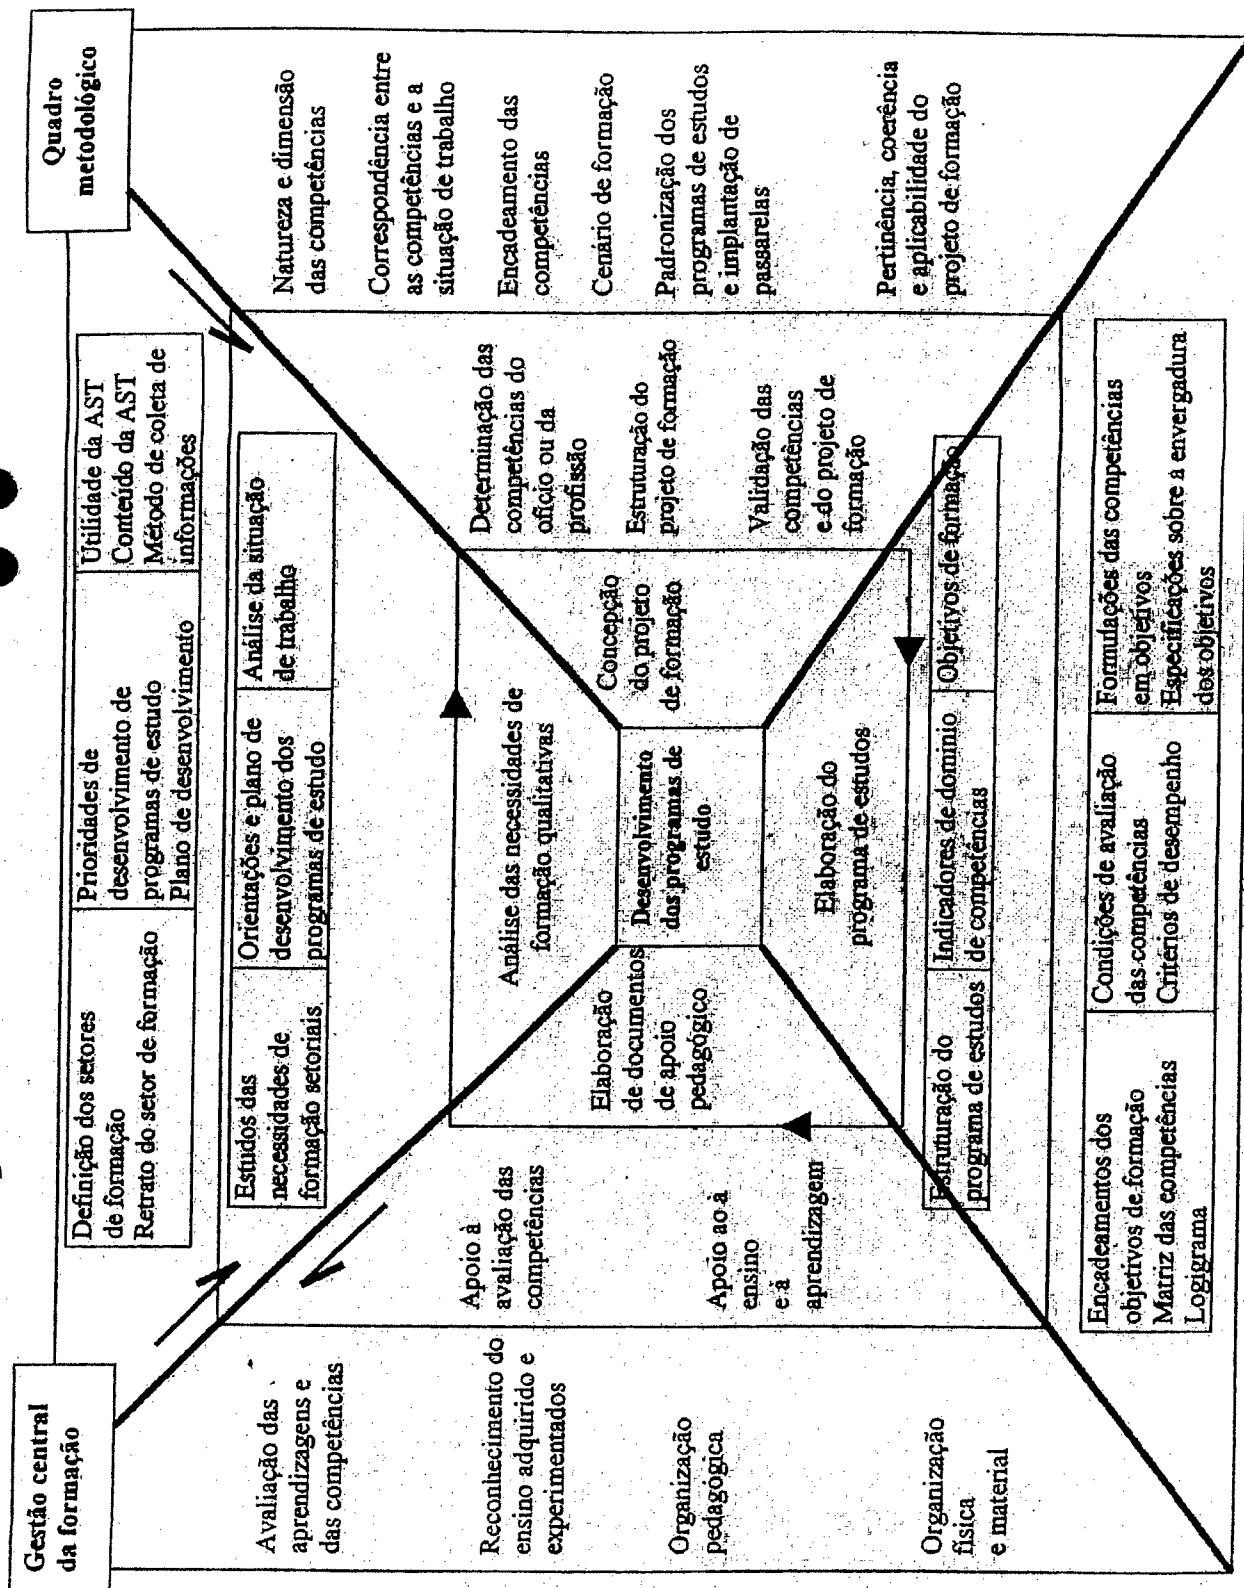 Gestão central
da formação
Quadro
metodológico
Definição dos setores
de formação
Retrato do setor de formação
Prioridades de
desenvolvimento de
programas de estudo
Plano de desenvolvimento
Utilidade da AST
Conteúdo da AST
Método de coleta de
informações
Estudos das
necessidades de
formação setoriais
Orientações e plano de
desenvolvimento dos
programas de estudo
Análise da situação
de trabalho
Avaliação das
aprendizagens e
das competências
Reconhecimento do
ensino adquirido e
experimentados
Organização
pedagógica
Organização
física
e material
Apoio à
avaliação das
competências
Apoio ao à
ensino
e à
aprendizagem
Análise das necessidades de
formação qualitativas
Elaboração
de documentos
de apoio
pedagógico
Desenvolvimento
dos programas de
estudo
Concepção
do projeto
de formação
Elaboração do
programa de estudos
Determinação das
competências do
ofício ou da
profissão
Estruturação do
projeto de formação
Validação das
competências
e do projeto de
formação
Natureza e dimensão
das competências
Correspondência entre
as competências e a
situação de trabalho
Encadeamento das
competências
Cenário de formação
Padronização dos
programas de estudos
e implantação de
passarelas
Pertinência, coerência
e aplicabilidade do
projeto de formação
Estruturação do
programa de estudos
Indicadores de domínio
de competências
Objetivos de formação
Encadeamentos dos
objetivos de formação
Matriz das competências
Logigrama
Condições de avaliação
das competências
Critérios de desempenho
Formulações das competências
em objetivos
Especificações sobre a envergadura
dos objetivos